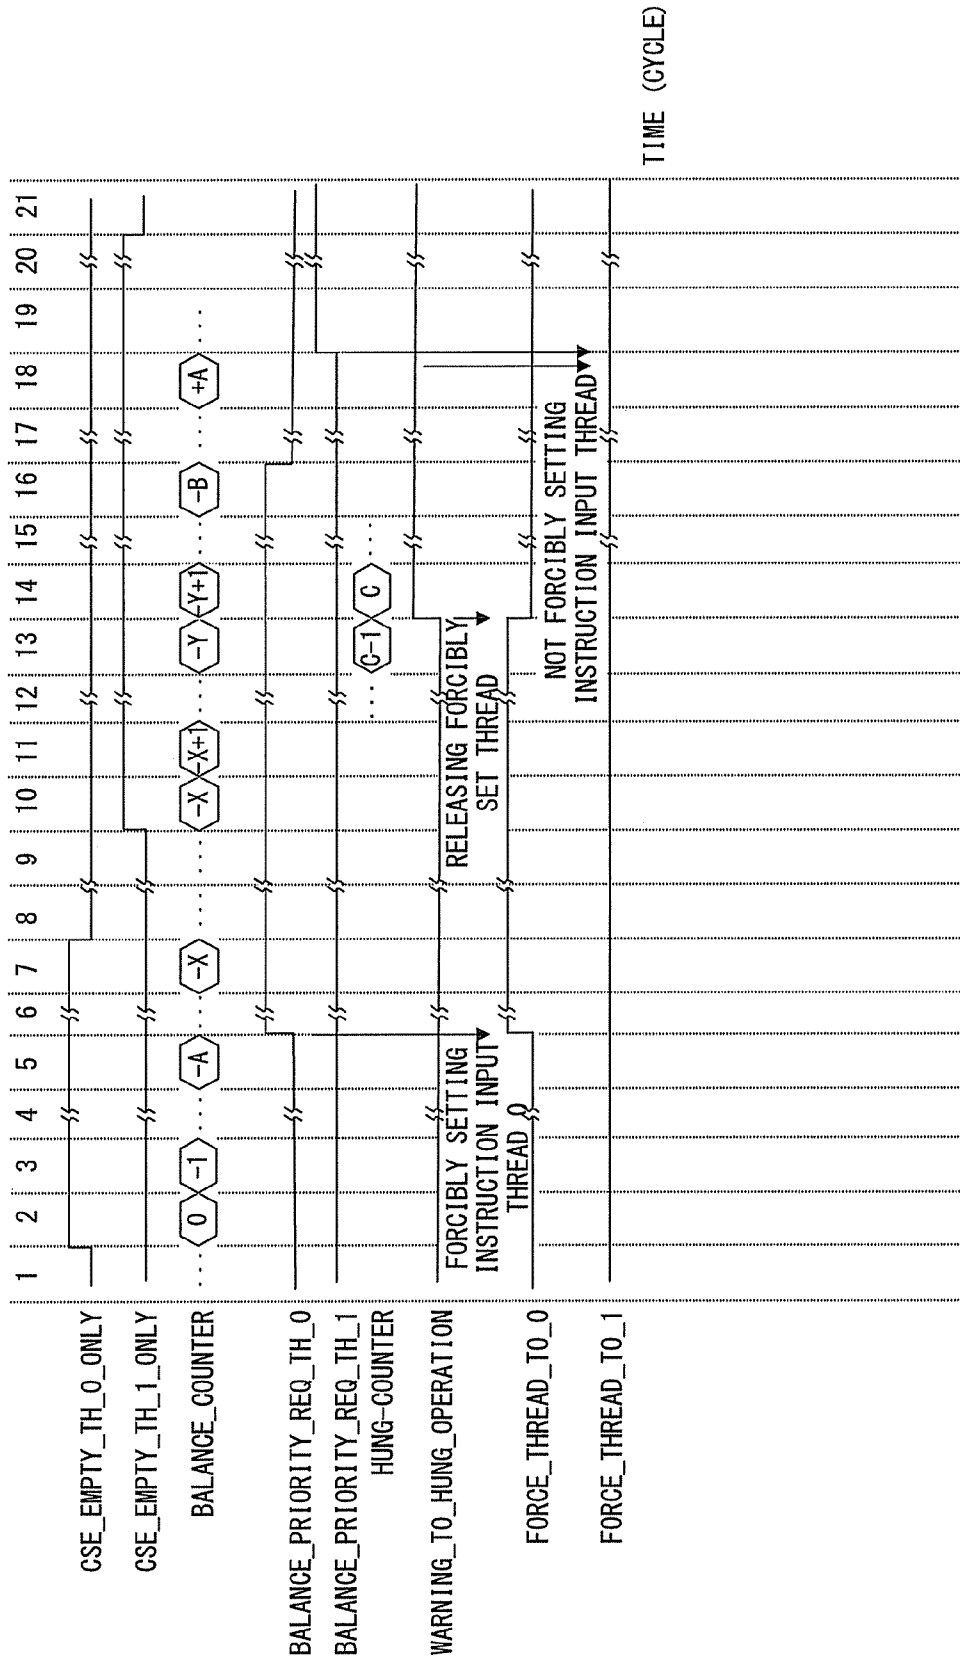 1 2 3 4 5 6 7 8 9 10 11 12 13 14 15 16 17 18 19 20 21
CSE_EMPTY_TH_0_ONLY
CSE_EMPTY_TH_1_ONLY
BALANCE_COUNTER 0 -1 -A -X -X -X+1 -Y -Y+1 -B +A
BALANCE_PRIORITY_REQ_TH_0
BALANCE_PRIORITY_REQ_TH_1
HUNG-COUNTER C-1 C
WARNING_TO_HUNG_OPERATION
FORCIBLY SETTING
INSTRUCTION INPUT
THREAD 0
RELEASING FORCIBLY
SET THREAD
FORCE_THREAD_TO_0
NOT FORCIBLY SETTING
INSTRUCTION INPUT THREAD
FORCE_THREAD_TO_1
TIME (CYCLE)